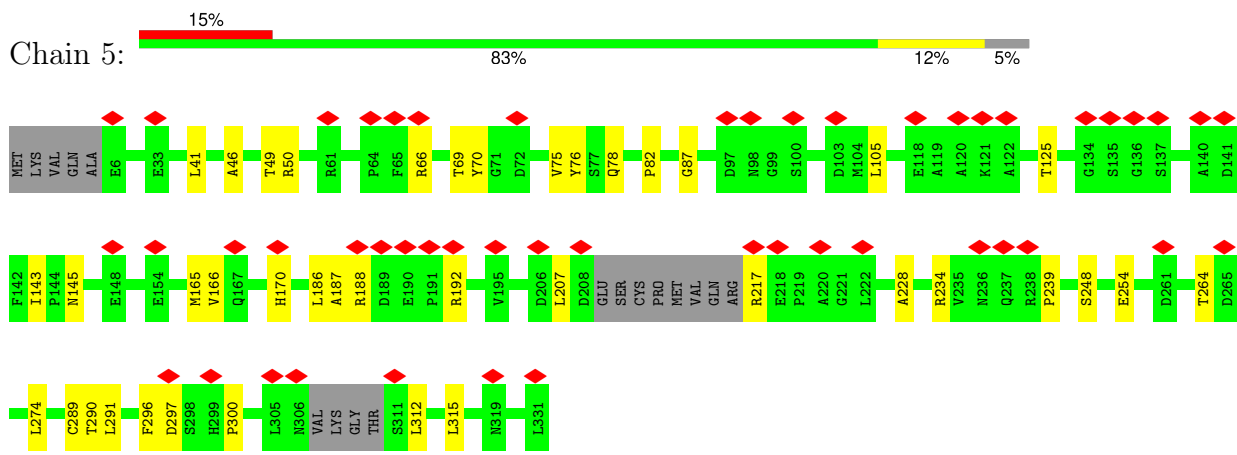 15%
Chain 5:
83% 12% 5%
MET LYS VAL GLN ALA E6 E33 L41 A46 T49 R50 R61 P64 F65 R66 T69 Y70 G71 D72 V75 Y76 S77 Q78 P82 G87 D97 N98 G99 S100 D103 M104 L105 E118 A119 A120 K121 A122 T125 G134 S135 G136 S137 A140 D141
F142 I143 P144 N145 E148 E154 M165 V166 Q167 H170 L186 A187 R188 D189 E190 P191 R192 V195 D206 L207 D208 GLU SER CYS PRO MET VAL GLN ARG R217 E218 P219 A220 G221 L222 A228 R234 V235 N236 Q237 R238 P239 S248 E254 D261 T264 D265
L274 C289 T290 L291 F296 D297 S298 H299 P300 L305 N306 VAL LYS GLY THR S311 L312 L315 N319 L331